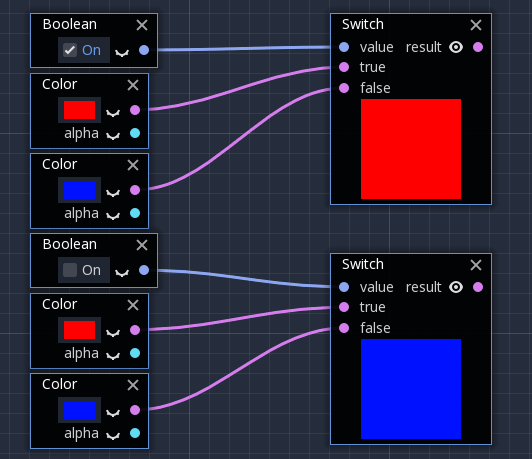 Boolean
On
Color
alpha
Color
alpha
Switch
value result
true
false
Boolean
On
Color
alpha
Color
alpha
Switch
value result
true
false